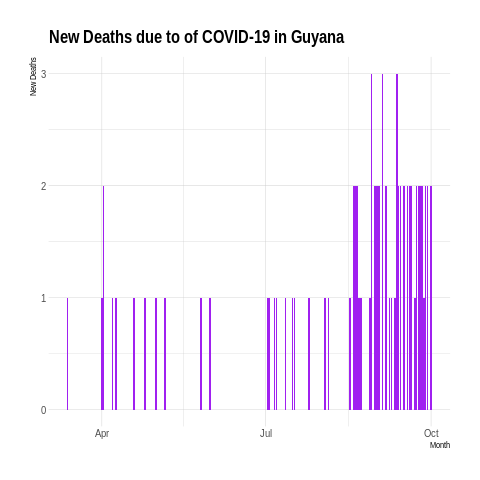 New Deaths due to of COVID-19 in Guyana
New Deaths
3
2
1
0
Apr
Jul
Oct
Month